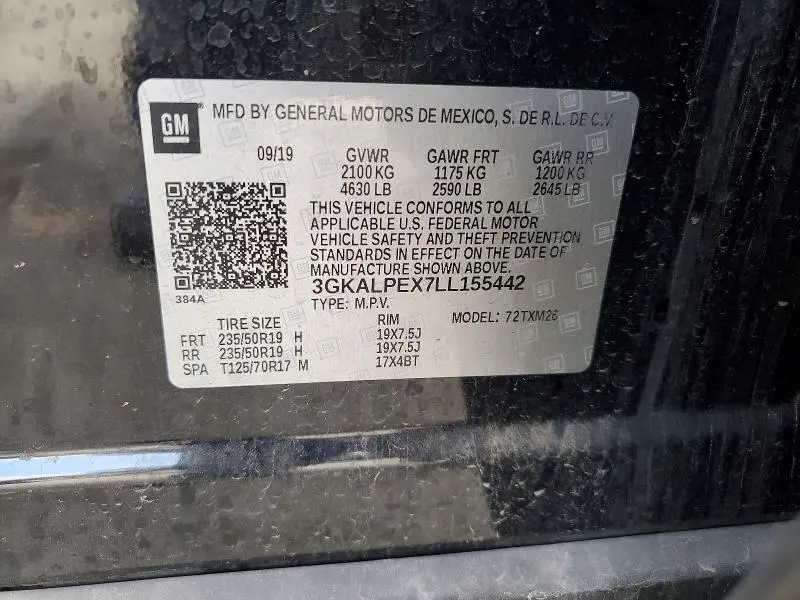 GM
MFD BY GENERAL MOTORS DE MEXICO, S. DE R.L. DE C.V.
09/19 GVWR GAWR FRT GAWR RR
2100 KG 1175 KG 1200 KG
4630 LB 2590 LB 2645 LB
THIS VEHICLE CONFORMS TO ALL
APPLICABLE U.S. FEDERAL MOTOR
VEHICLE SAFETY AND THEFT PREVENTION
STANDARDS IN EFFECT ON THE DATE OF
MANUFACTURE SHOWN ABOVE.
384A
3GKALPEX7LL155442
TYPE: M.P.V.
TIRE SIZE RIM MODEL: 72TXM26
FRT 235/50R19 H 19X7.5J
RR 235/50R19 H 19X7.5J
SPA T125/70R17 M 17X4BT